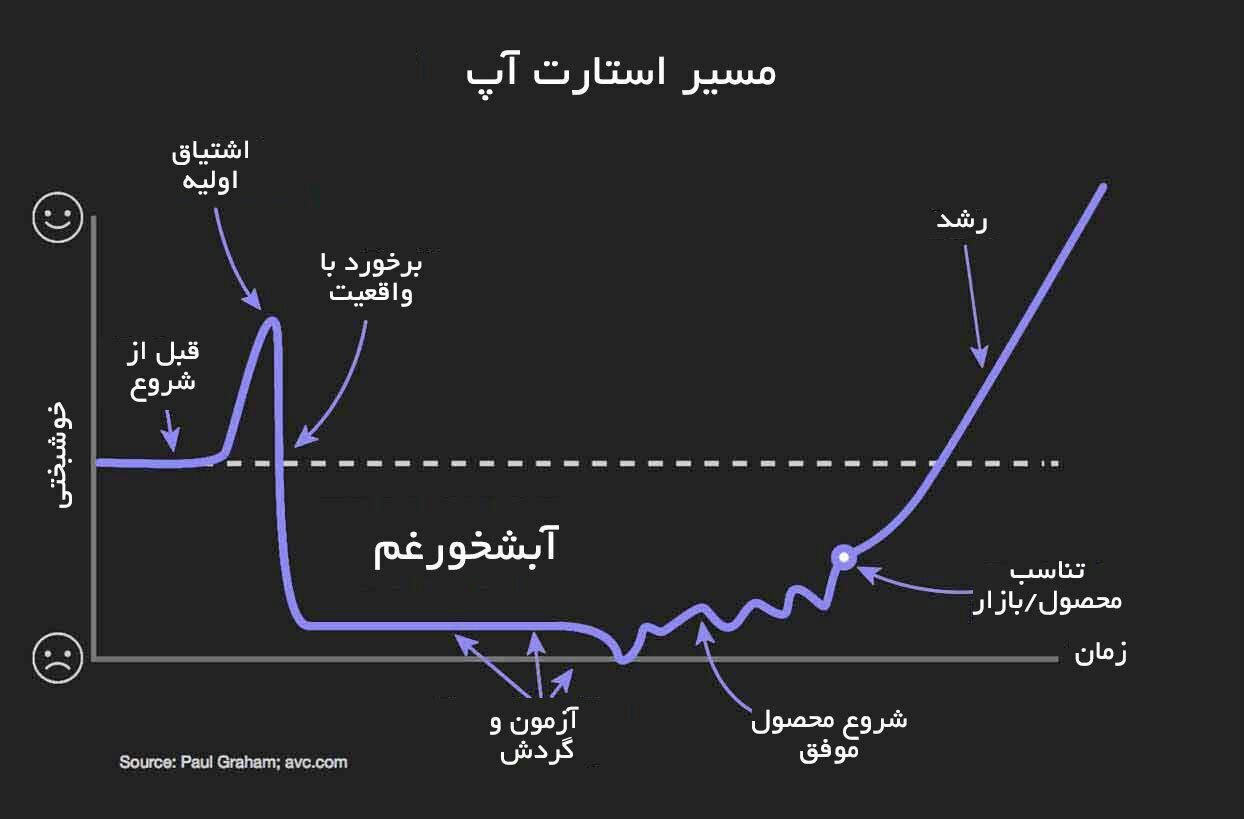 مسیر استارت آپ
اشتیاق
اولیه
برخورد با
واقعیت
قبل از
شروع
رشد
خوشبختی
آبشخورغم
تناسب
محصول/بازار
زمان
آزمون و
گردش
شروع محصول
موفق
Source: Paul Graham; avc.com